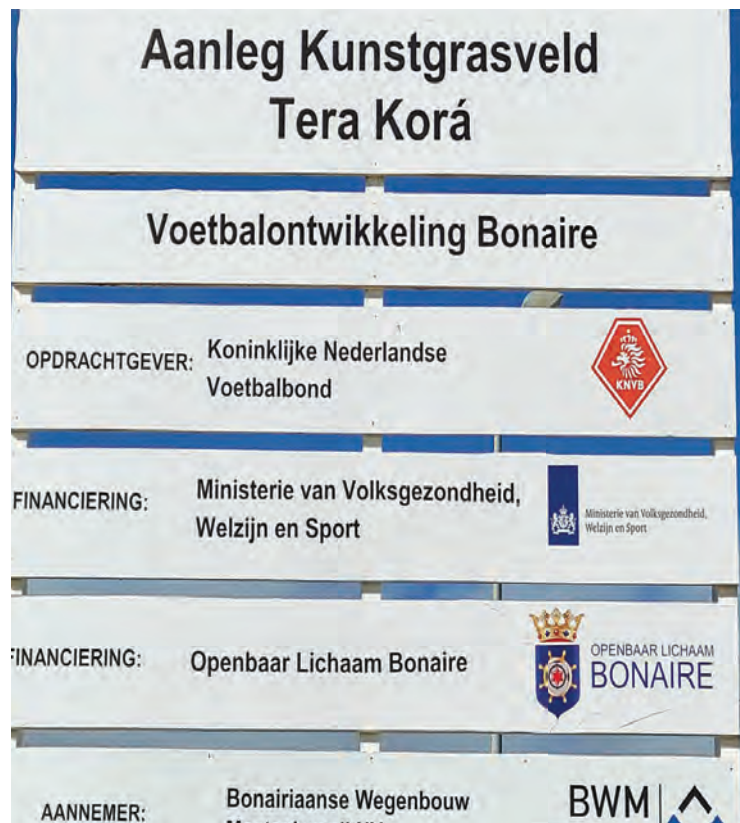 Aanleg Kunstgrasveld
Tera Korá
Voetbalontwikkeling Bonaire
OPDRACHTGEVER: Koninklijke Nederlandse
Voetbalbond
KNVB
FINANCIERING: Ministerie van Volksgezondheid,
Welzijn en Sport
Ministerie van Volksgezondheid,
Welzijn en Sport
FINANCIERING: Openbaar Lichaam Bonaire
OPENBAAR LICHAAM
BONAIRE
AANNEMER: Bonairiaanse Wegenbouw
BWM